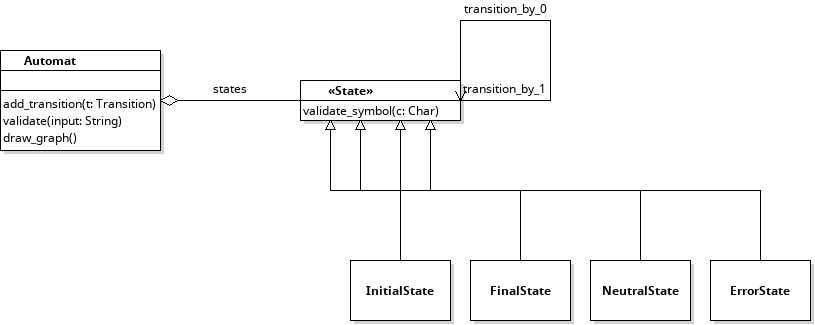 transition_by_0
Automat
states
«State»
transition_by_1
add_transition(t: Transition)
validate_symbol(c: Char)
validate(input: String)
draw_graph()
InitialState
FinalState
NeutralState
ErrorState